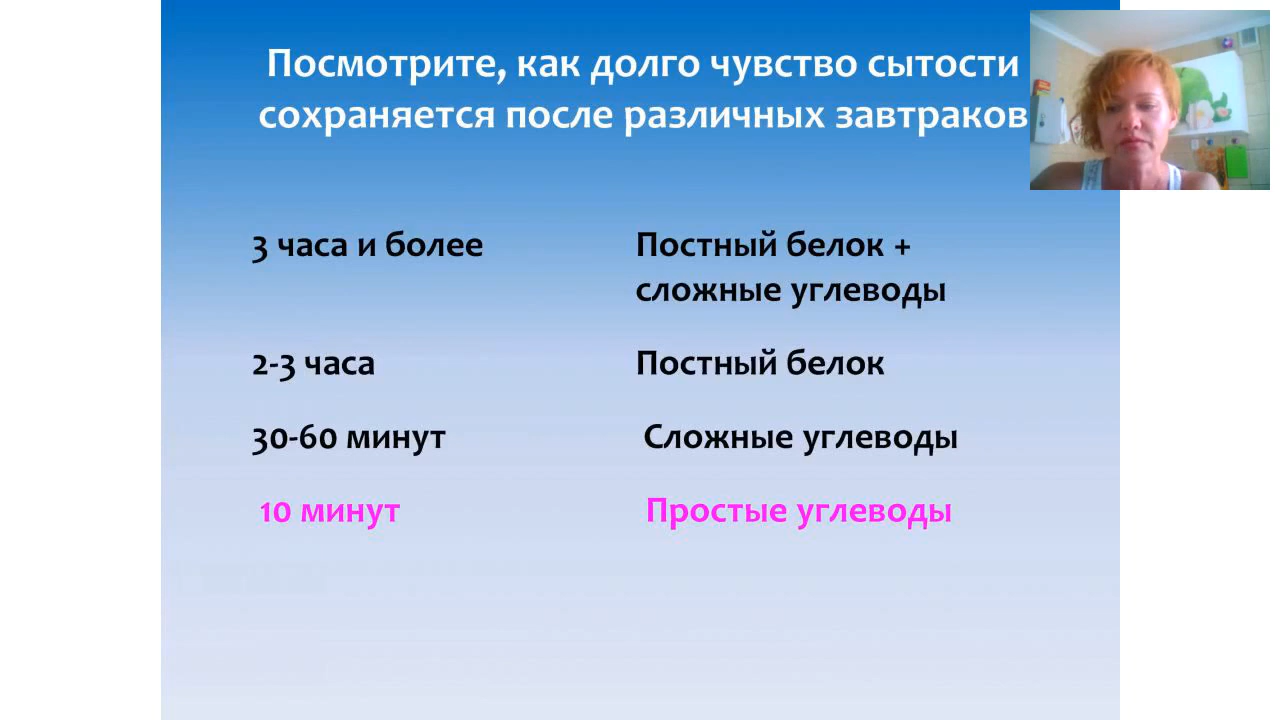 Посмотрите, как долго чувство сытости
сохраняется после различных завтраков
3 часа и более Постный белок +
сложные углеводы
2-3 часа Постный белок
30-60 минут Сложные углеводы
10 минут Простые углеводы